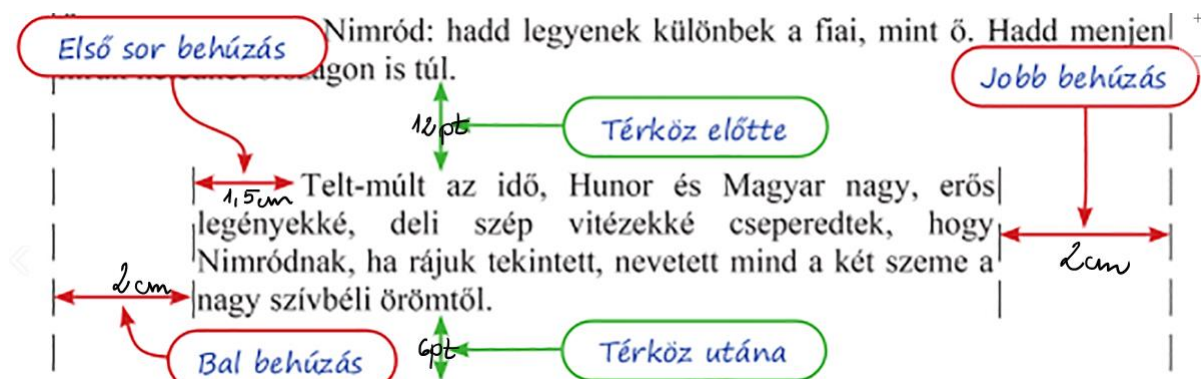 Nimród: hadd legyenek különbek a fiai, mint ő. Hadd menjen
Első sor behúzás
is túl.
Jobb behúzás
12pt
Térköz előtte
1,5cm
Telt-múlt az idő, Hunor és Magyar nagy, erős
legényekké, deli szép vitézekké cseperedtek, hogy
Nimródnak, ha rájuk tekintett, nevetett mind a két szeme a
2cm
2cm
nagy szívbéli örömtől.
Bal behúzás
6pt
Térköz utána